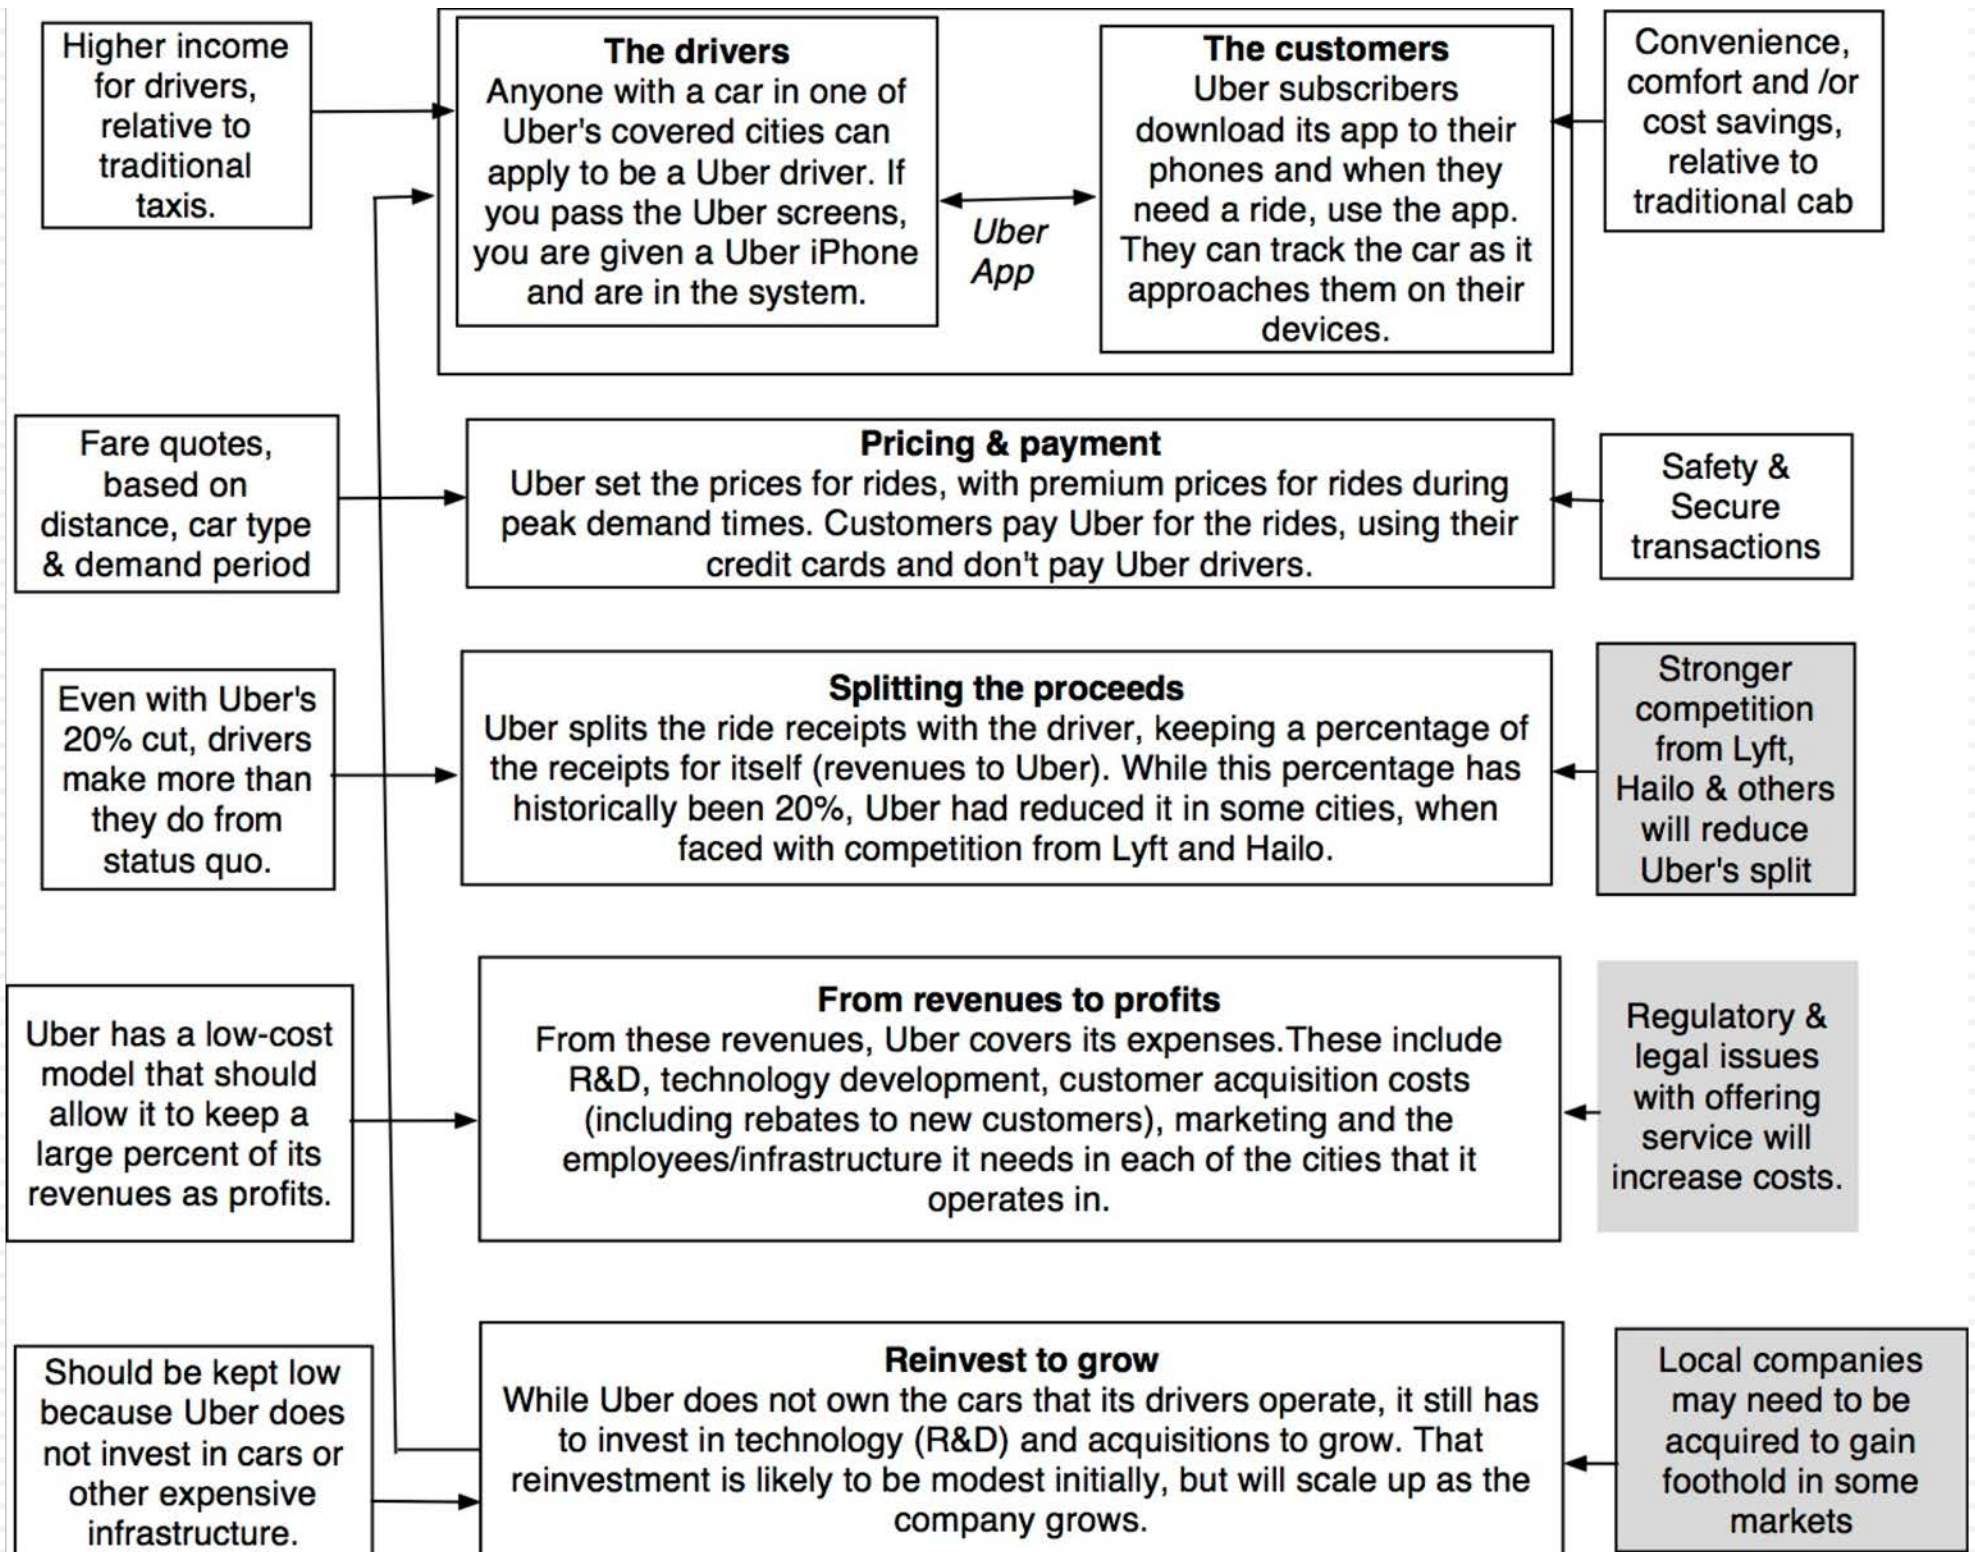 Higher income
for drivers,
relative to
traditional
taxis.
The drivers
Anyone with a car in one of
Uber's covered cities can
apply to be a Uber driver. If
you pass the Uber screens,
you are given a Uber iPhone
and are in the system.
Uber
App
The customers
Uber subscribers
download its app to their
phones and when they
need a ride, use the app.
They can track the car as it
approaches them on their
devices.
Convenience,
comfort and /or
cost savings,
relative to
traditional cab
Fare quotes,
based on
distance, car type
& demand period
Pricing & payment
Uber set the prices for rides, with premium prices for rides during
peak demand times. Customers pay Uber for the rides, using their
credit cards and don't pay Uber drivers.
Safety &
Secure
transactions
Even with Uber's
20% cut, drivers
make more than
they do from
status quo.
Splitting the proceeds
Uber splits the ride receipts with the driver, keeping a percentage of
the receipts for itself (revenues to Uber). While this percentage has
historically been 20%, Uber had reduced it in some cities, when
faced with competition from Lyft and Hailo.
Stronger
competition
from Lyft,
Hailo & others
will reduce
Uber's split
Uber has a low-cost
model that should
allow it to keep a
large percent of its
revenues as profits.
From revenues to profits
From these revenues, Uber covers its expenses.These include
R&D, technology development, customer acquisition costs
(including rebates to new customers), marketing and the
employees/infrastructure it needs in each of the cities that it
operates in.
Regulatory &
legal issues
with offering
service will
increase costs.
Should be kept low
because Uber does
not invest in cars or
other expensive
infrastructure.
Reinvest to grow
While Uber does not own the cars that its drivers operate, it still has
to invest in technology (R&D) and acquisitions to grow. That
reinvestment is likely to be modest initially, but will scale up as the
company grows.
Local companies
may need to be
acquired to gain
foothold in some
markets